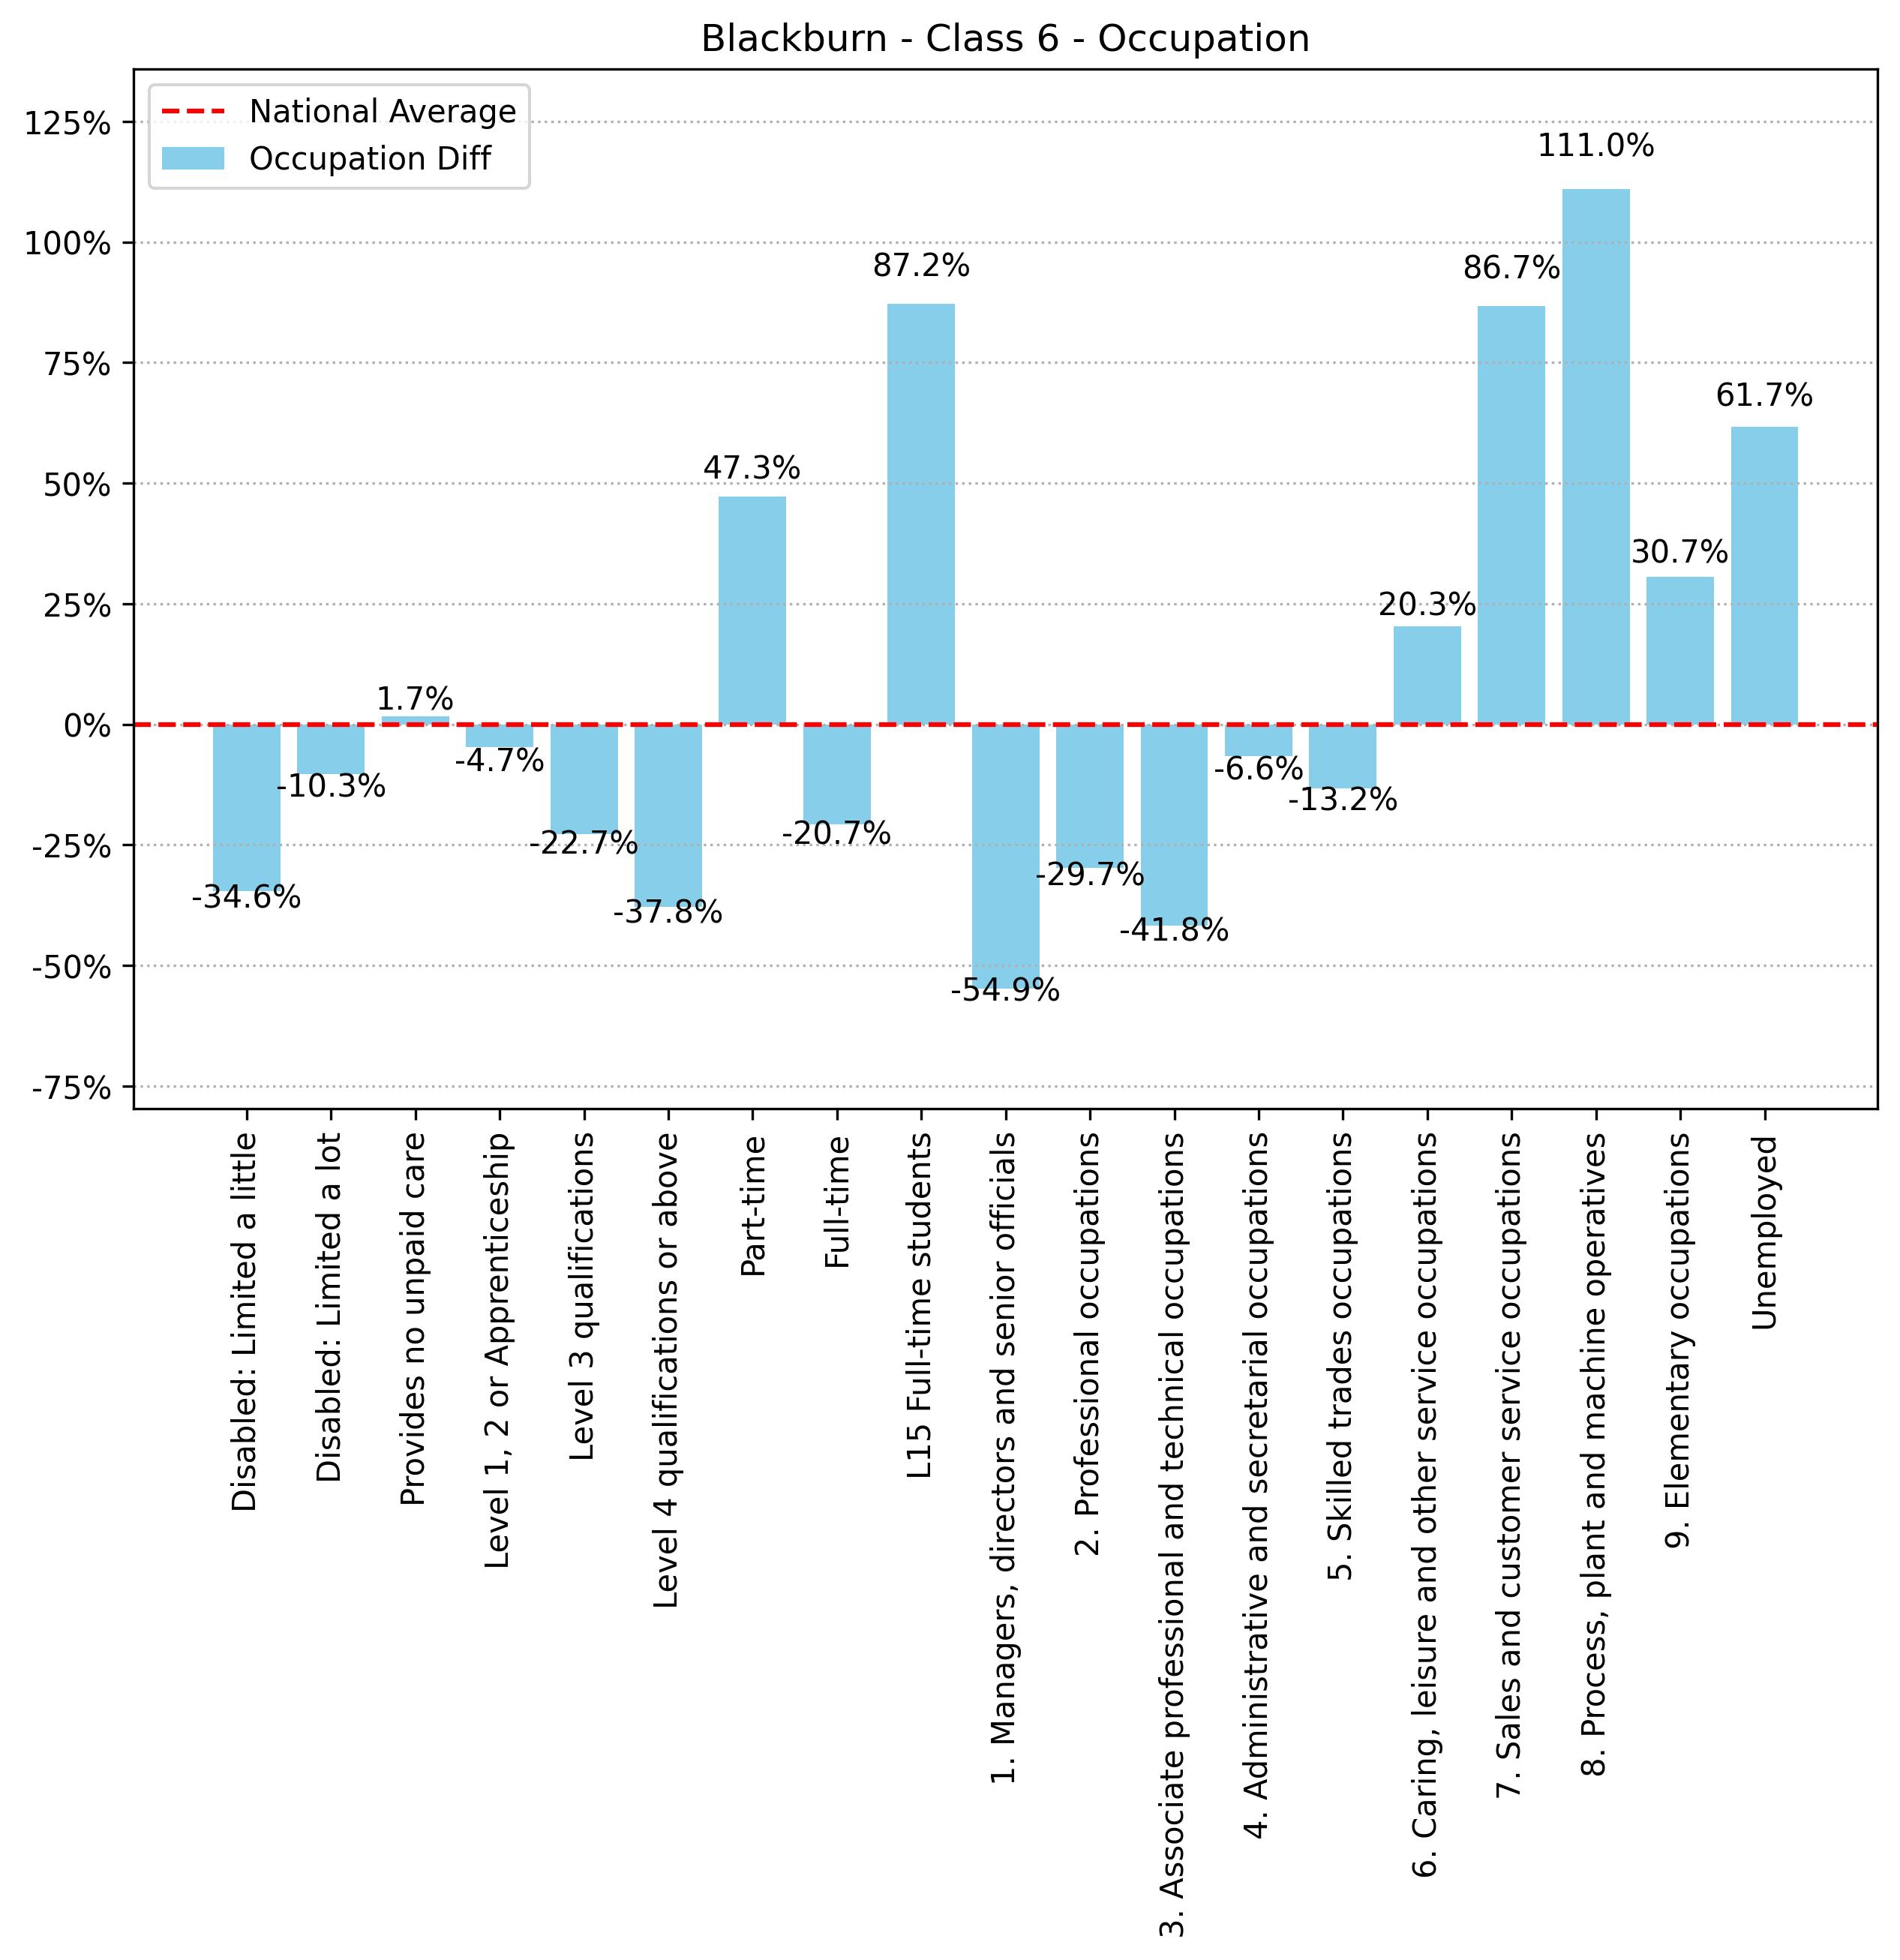 Blackburn - Class 6 - Occupation
National Average
Occupation Diff
125%
100%
75%
50%
25%
0%
-25%
-50%
-75%
-34.6%
-10.3%
1.7%
-4.7%
-22.7%
-37.8%
47.3%
-20.7%
87.2%
-54.9%
-29.7%
-41.8%
-6.6%
-13.2%
20.3%
86.7%
111.0%
30.7%
61.7%
Disabled: Limited a little
Disabled: Limited a lot
Provides no unpaid care
Level 1, 2 or Apprenticeship
Level 3 qualifications
Level 4 qualifications or above
Part-time
Full-time
L15 Full-time students
1. Managers, directors and senior officials
2. Professional occupations
3. Associate professional and technical occupations
4. Administrative and secretarial occupations
5. Skilled trades occupations
6. Caring, leisure and other service occupations
7. Sales and customer service occupations
8. Process, plant and machine operatives
9. Elementary occupations
Unemployed